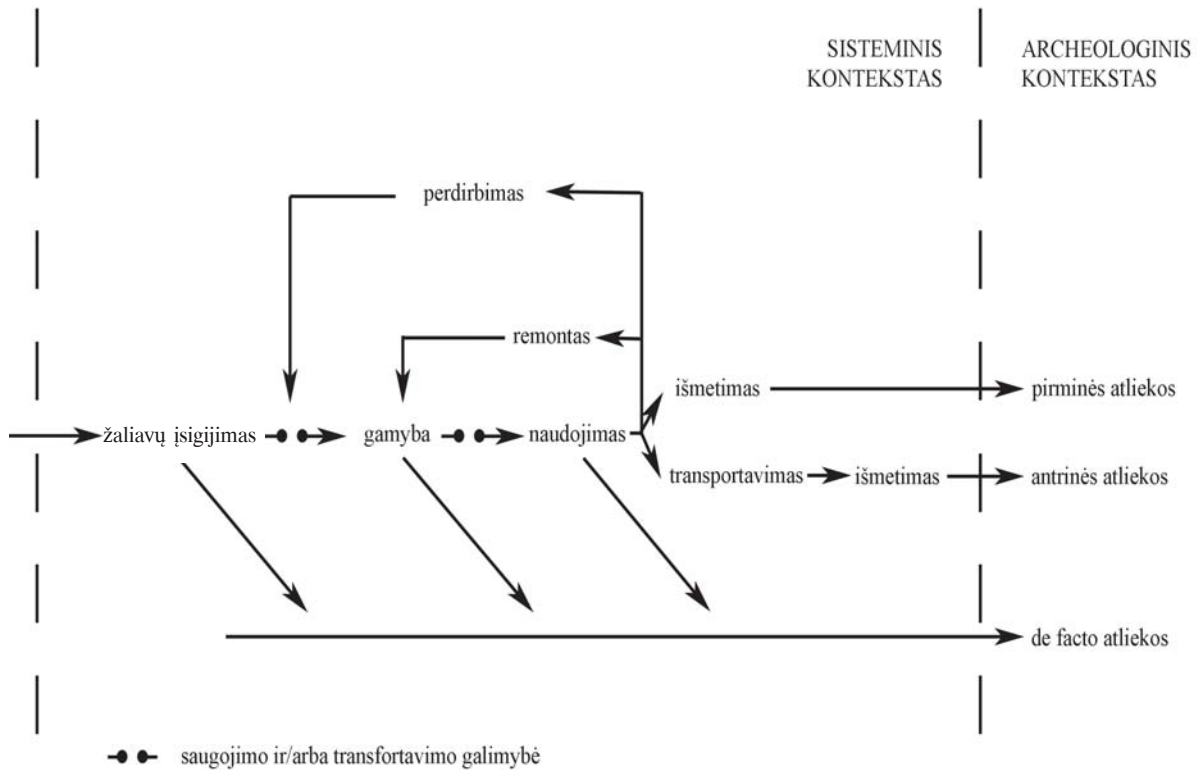 SISTEMINIS
KONTEKSTAS
ARCHEOLOGINIS
KONTEKSTAS
perdirbimas
remontas
išmetimas
pirminės atliekos
žaliavų įsigijimas
gamyba
naudojimas
transportavimas
išmetimas
antrinės atliekos
de facto atliekos
saugojimo ir/arba transfortavimo galimybė